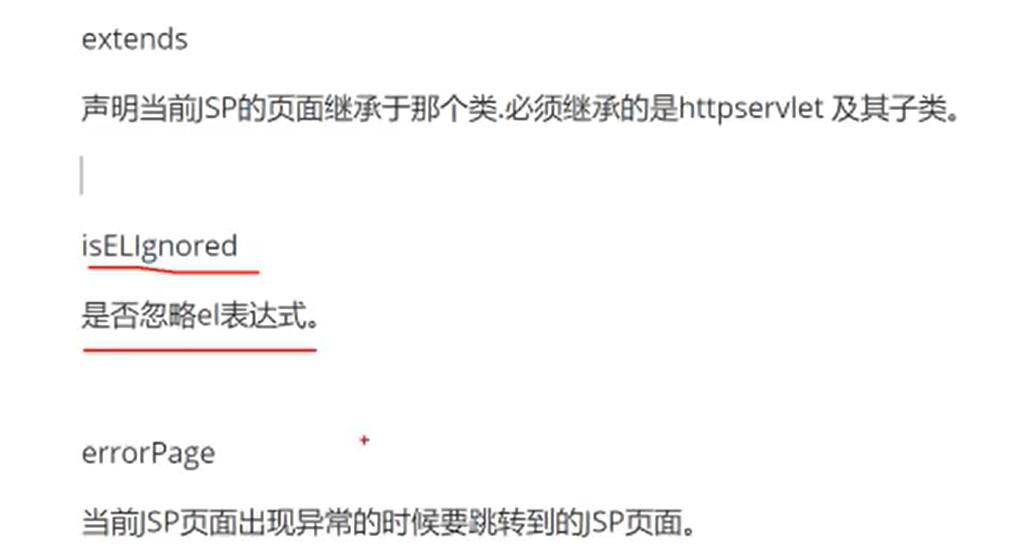 extends
声明当前JSP的页面继承于那个类.必须继承的是httpservlet 及其子类。
isELIgnored
是否忽略el表达式。
errorPage
当前JSP页面出现异常的时候要跳转到的JSP页面。